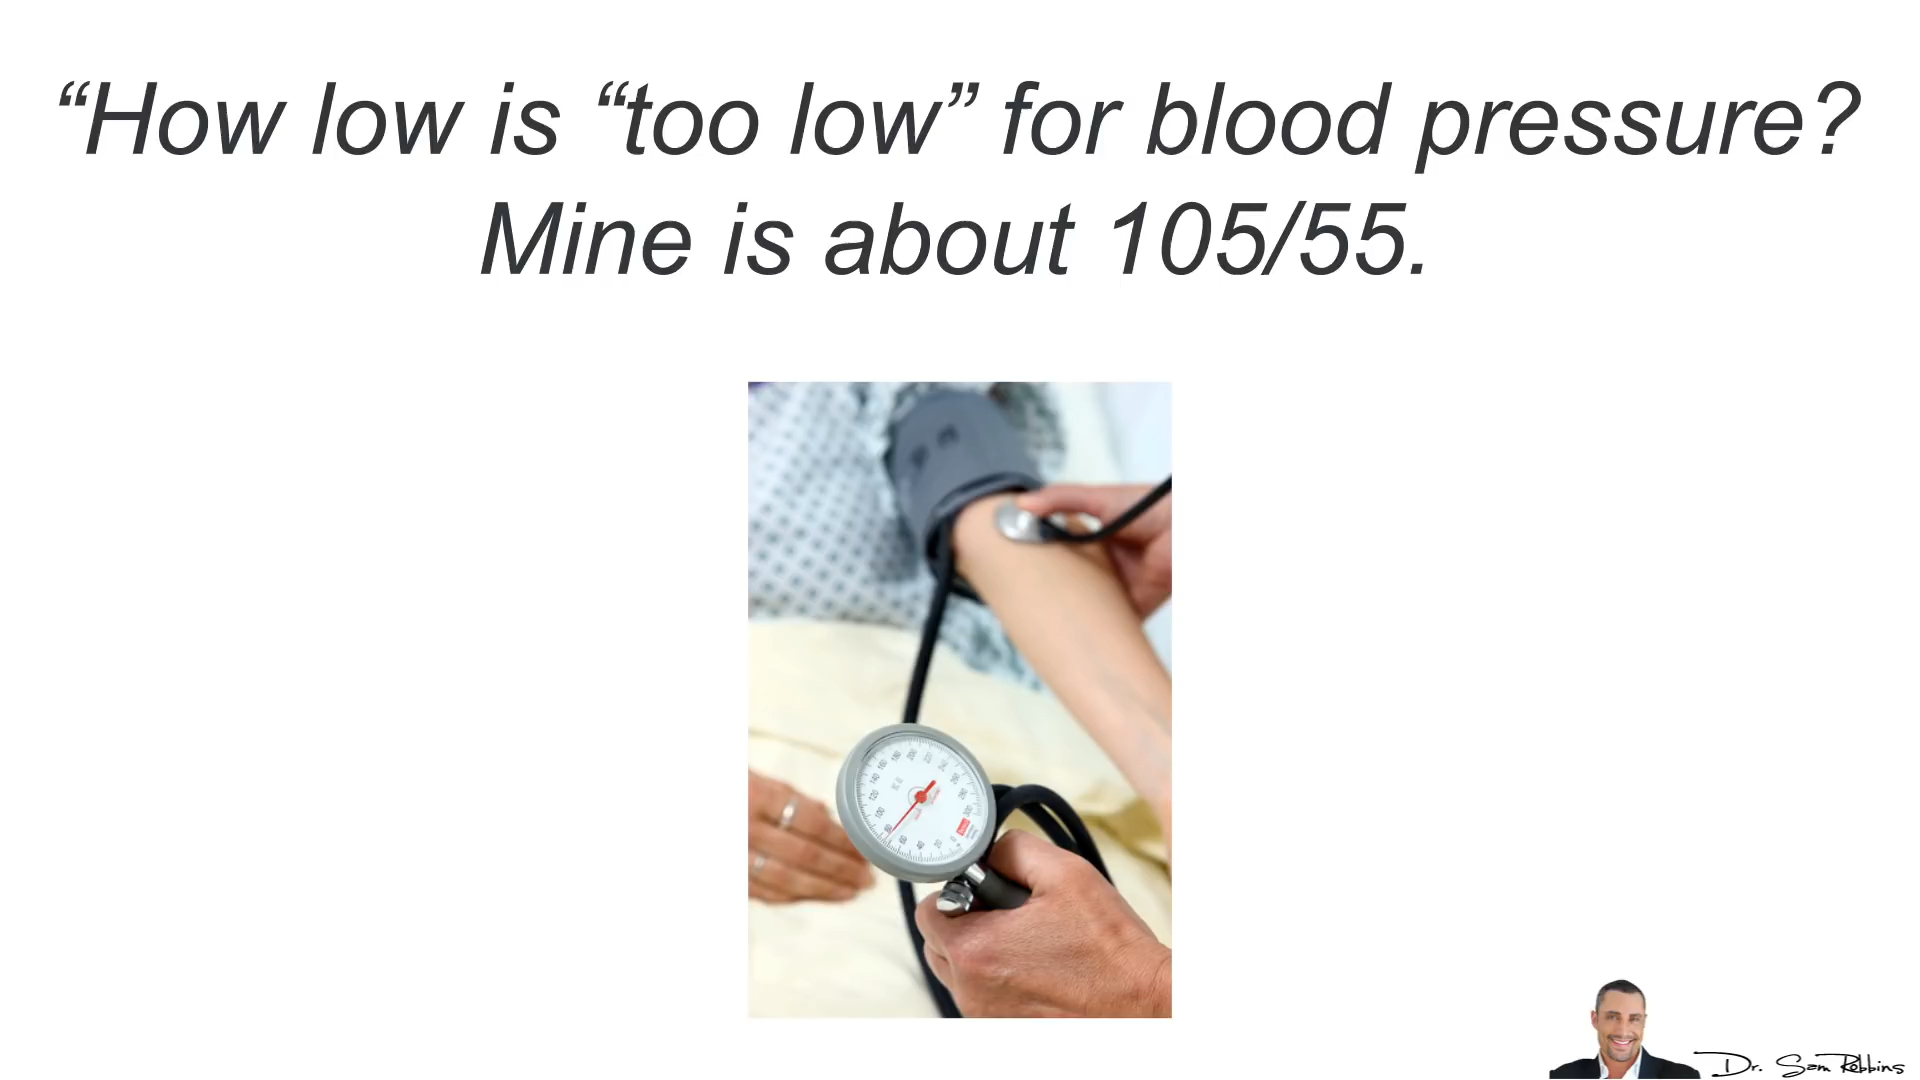 “How low is “too low” for blood pressure?
Mine is about 105/55.
Dr. Sam Robbins